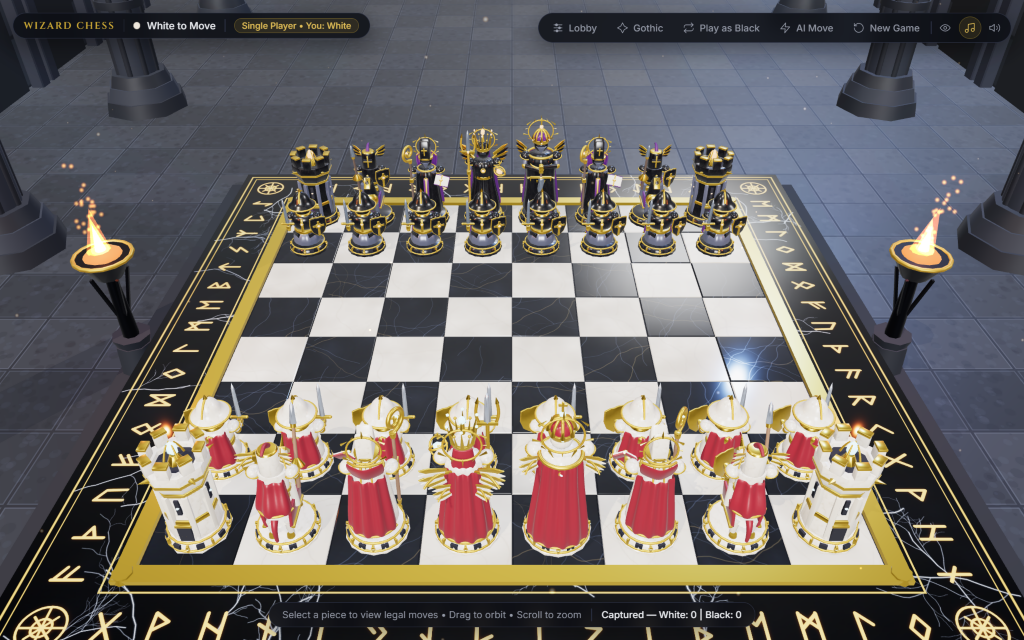 WIZARD CHESS
White to Move
Single Player • You: White
Lobby
Gothic
Play as Black
AI Move
New Game
Select a piece to view legal moves • Drag to orbit • Scroll to zoom
Captured — White: 0 | Black: 0